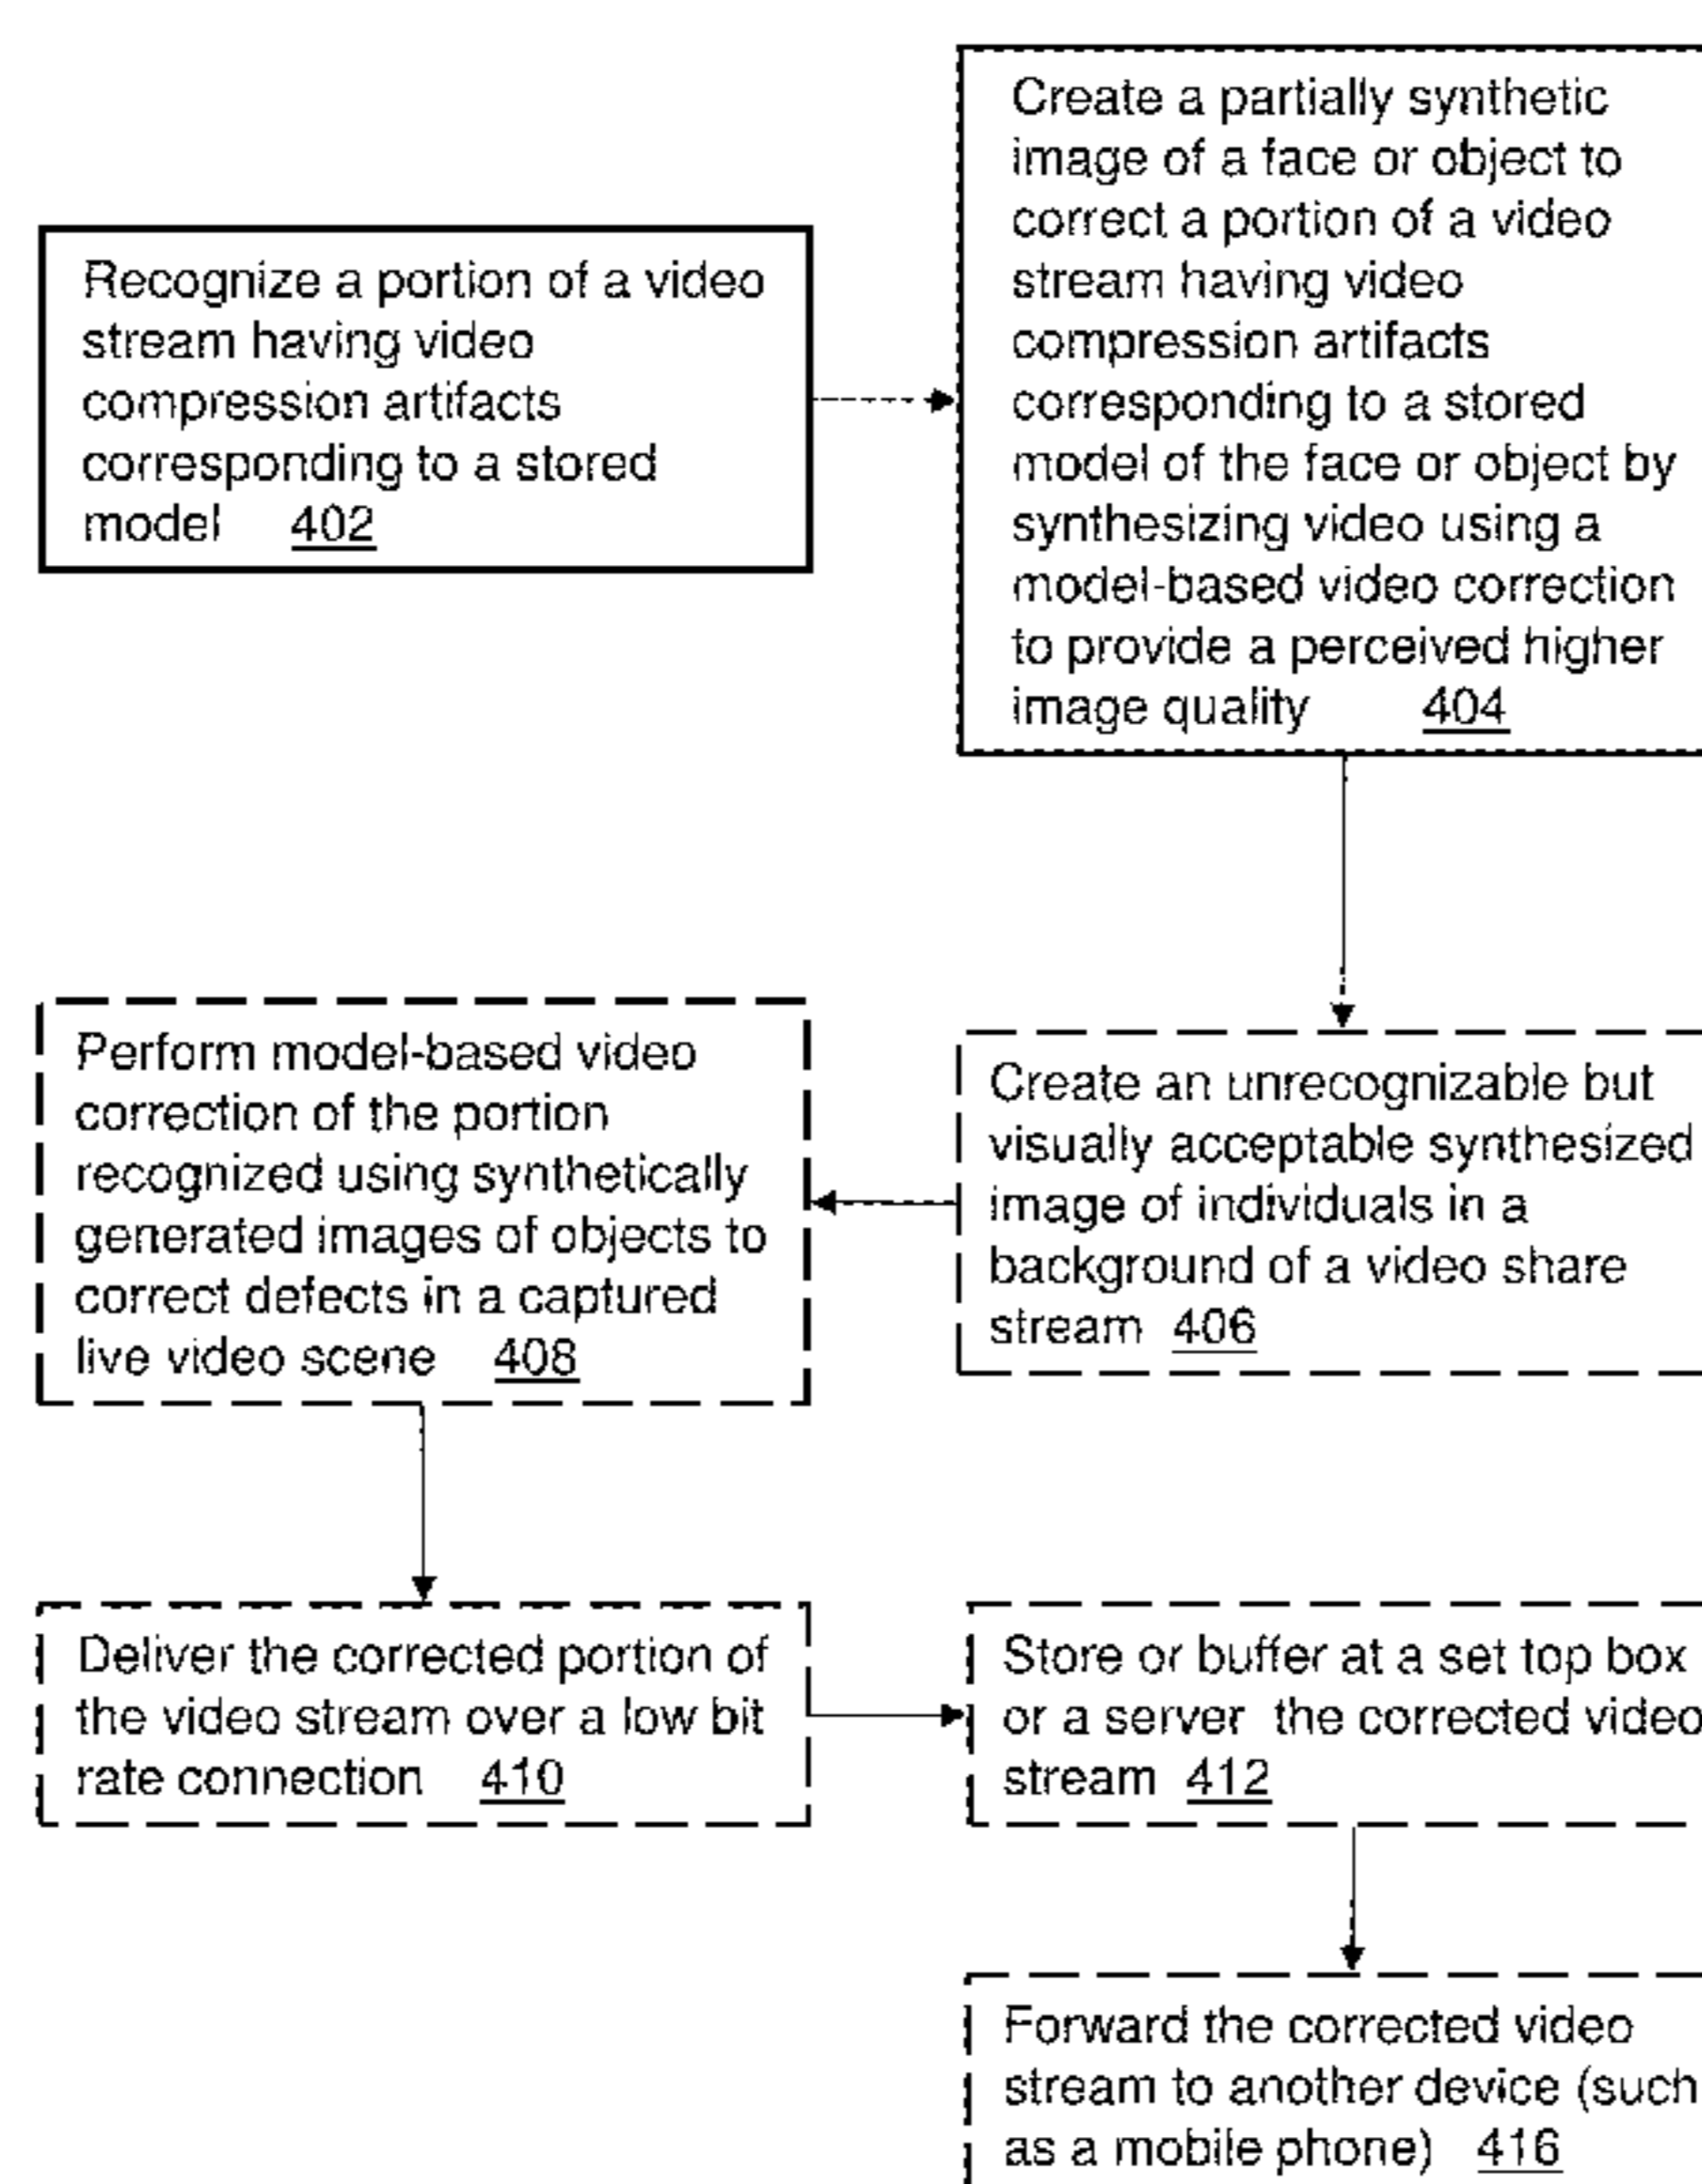 Recognize a portion of a video
stream having video
compression artifacts
corresponding to a stored
model 402
Create a partially synthetic
image of a face or object to
correct a portion of a video
stream having video
compression artifacts
corresponding to a stored
model of the face or object by
synthesizing video using a
model-based video correction
to provide a perceived higher
image quality 404
Create an unrecognizable but
visually acceptable synthesized
image of individuals in a
background of a video share
stream 406
Perform model-based video
correction of the portion
recognized using synthetically
generated images of objects to
correct defects in a captured
live video scene 408
Deliver the corrected portion of
the video stream over a low bit
rate connection 410
Store or buffer at a set top box
or a server the corrected video
stream 412
Forward the corrected video
stream to another device (such
as a mobile phone) 416